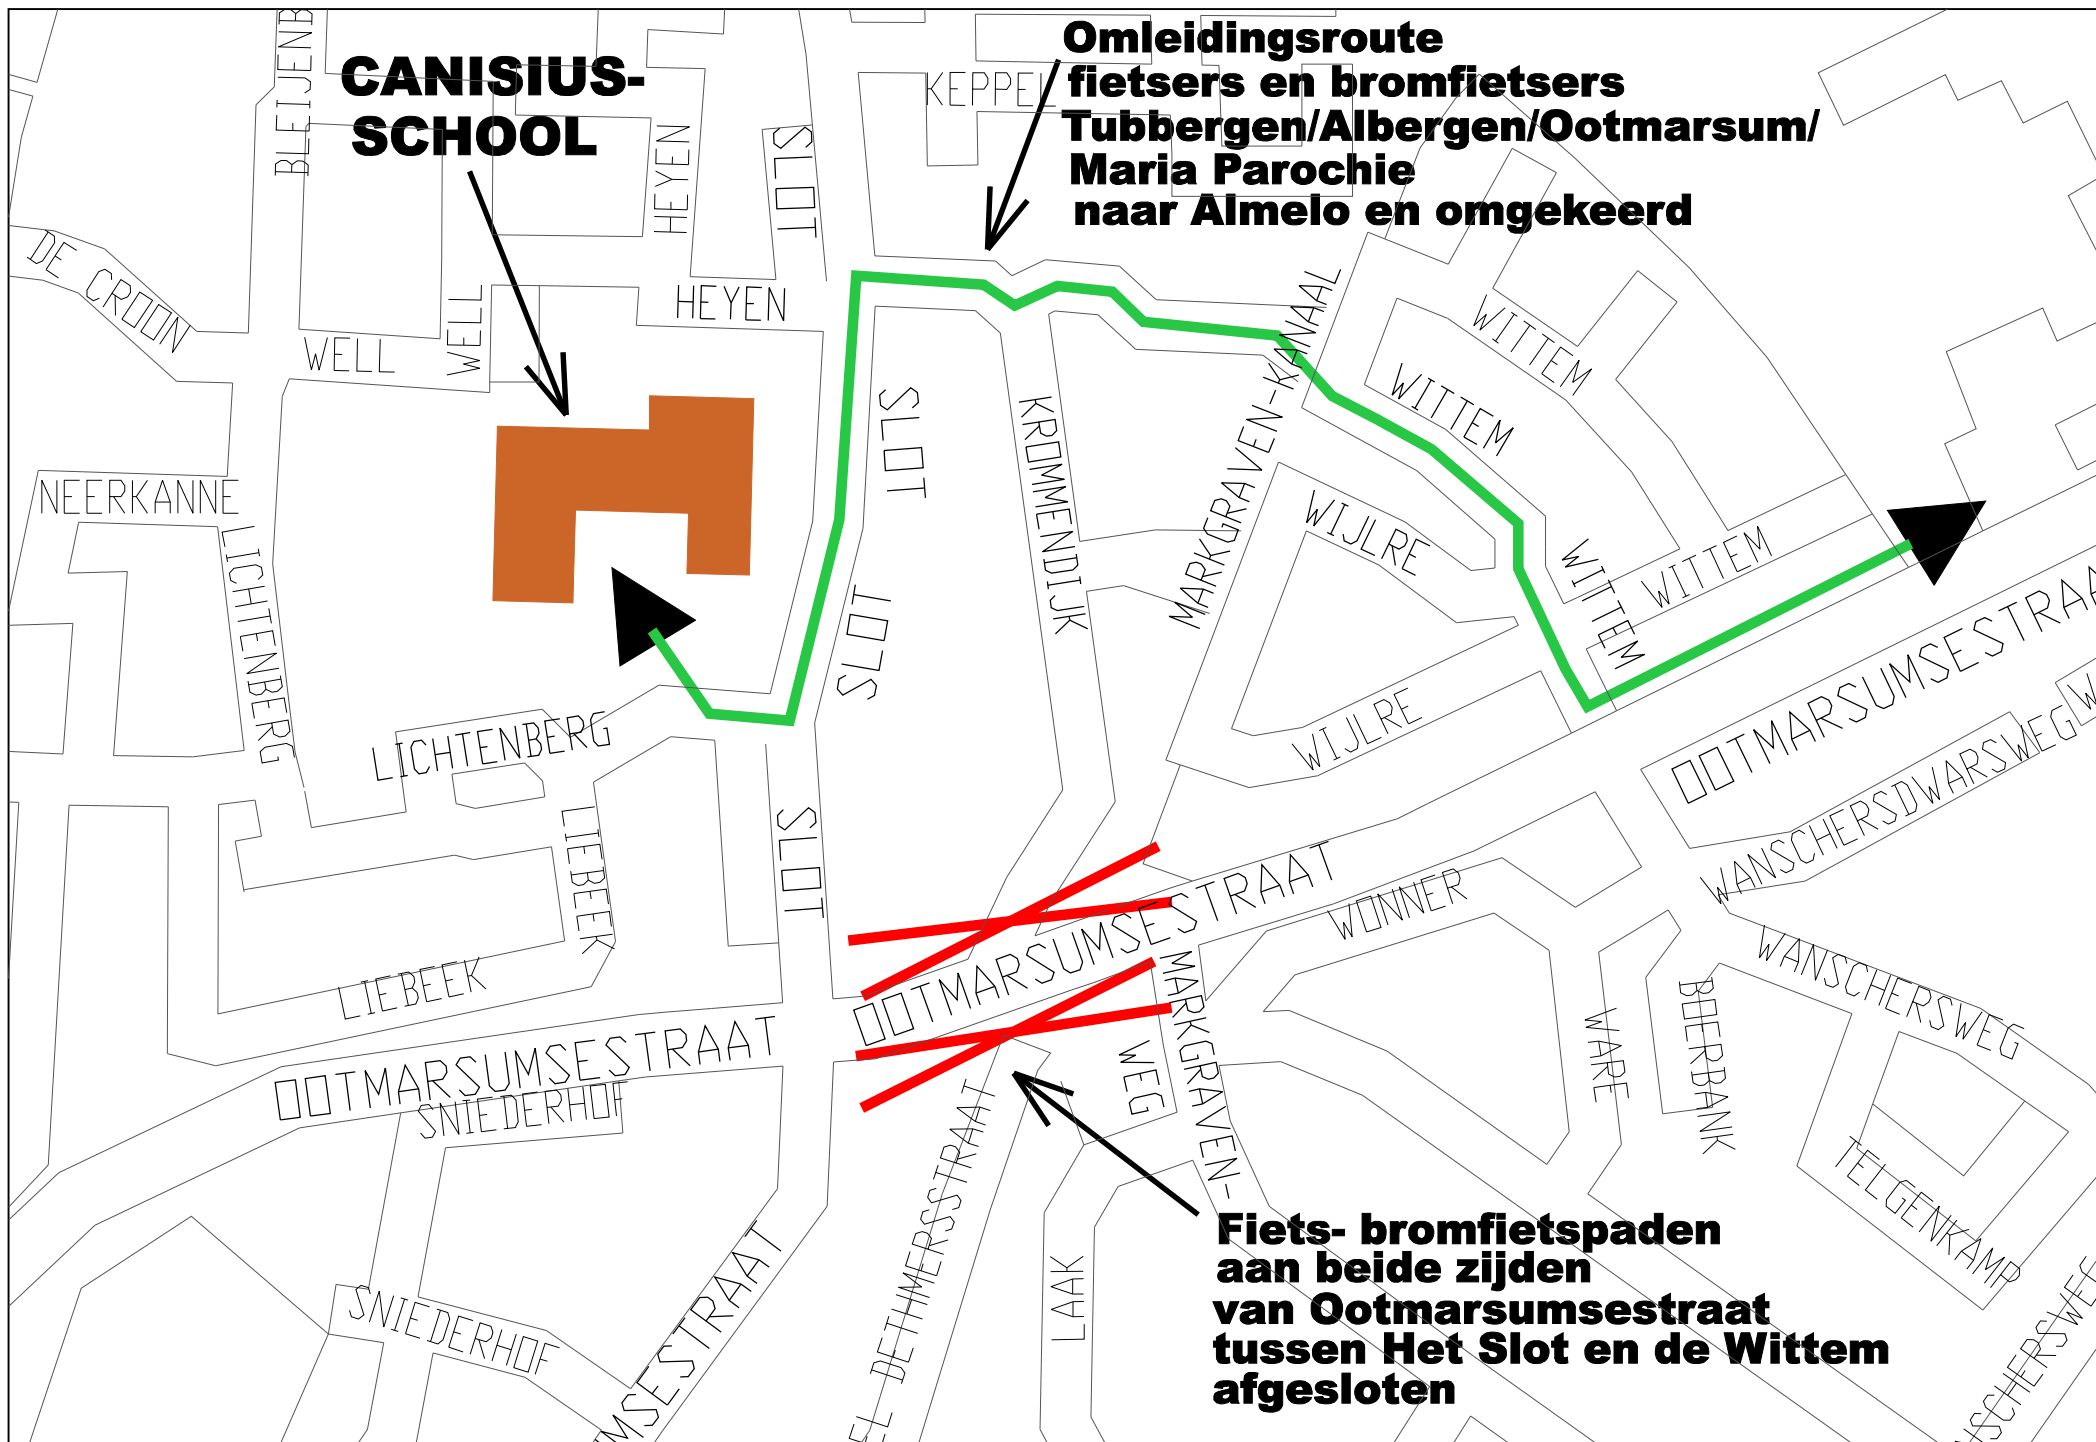 CANISIUS-
SCHOOL
Omleidingsroute
fietsers en bromfietsers
Tubbergen/Albergen/Ootmarsum/
Maria Parochie
naar Almelo en omgekeerd
KEPPEL
HEYEN
SLOT
DE CROON
WELL
WELL
HEYEN
NEERKANNE
LICHTENBERG
LICHTENBERG
SLOT
SLOT
SLOT
KROMMENDIJK
MARKGRAVEN-KANAAL
WITTEM
WITTEM
WITTEM
WITTEM
WIJLRE
WIJLRE
OOTMARSUMSESTRAA
WANSCHERSDWARSWEG
WANSCHERSWEG
LIEBEEK
LIEBEEK
OOTMARSUMSESTRAAT
OOTMARSUMSESTRAAT
SNIEDERHOF
SNIEDERHOF
MSESTRAAT
WONNER
MARKGRAVEN-
WEG
WARE
BOERBANK
TELGENKAMP
DETHMERSSTRAAT
LAAK
Fiets- bromfietspaden
aan beide zijden
van Ootmarsumsestraat
tussen Het Slot en de Wittem
afgesloten